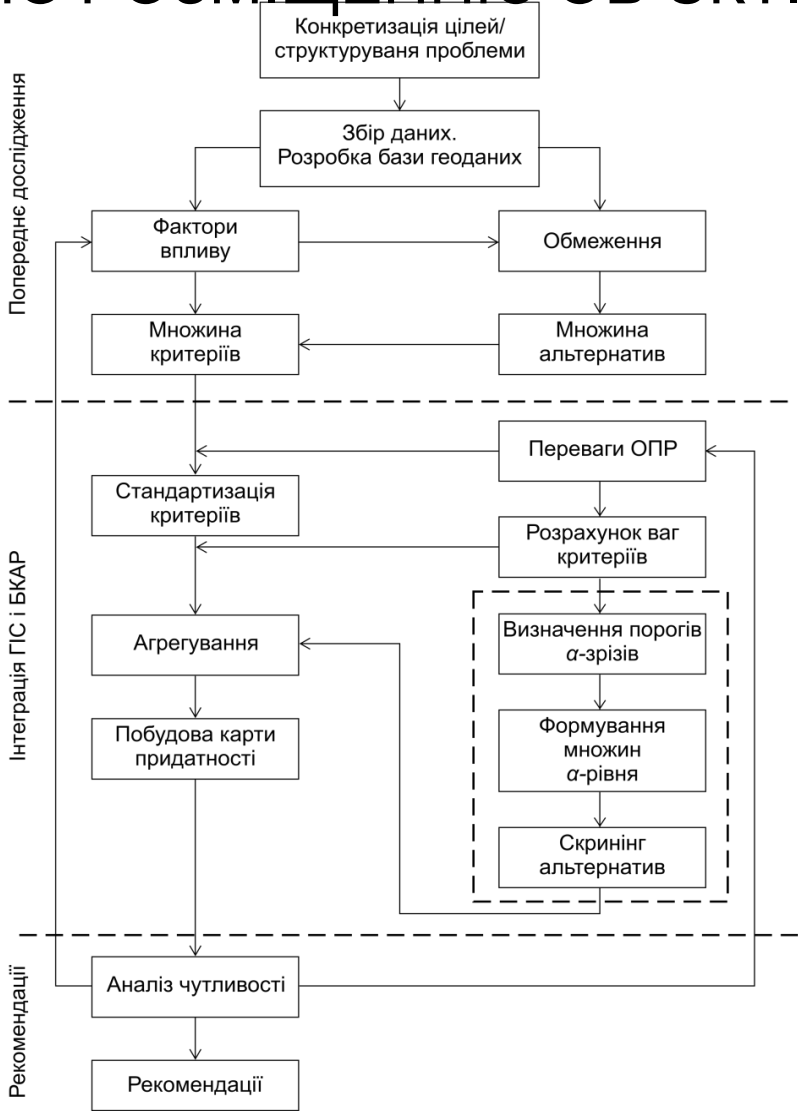 Конкретизація цілей/
структуруваня проблеми
Збір даних.
Розробка бази геоданих
Попереднє дослідження
Фактори
впливу
Обмеження
Множина
критеріїв
Множина
альтернатив
Інтеграція ГІС і БКАР
Переваги ОПР
Стандартизація
критеріїв
Розрахунок ваг
критеріїв
Агрегування
Визначення порогів
α-зрізів
Побудова карти
придатності
Формування
множин
α-рівня
Скринінг
альтернатив
Рекомендації
Аналіз чутливості
Рекомендації